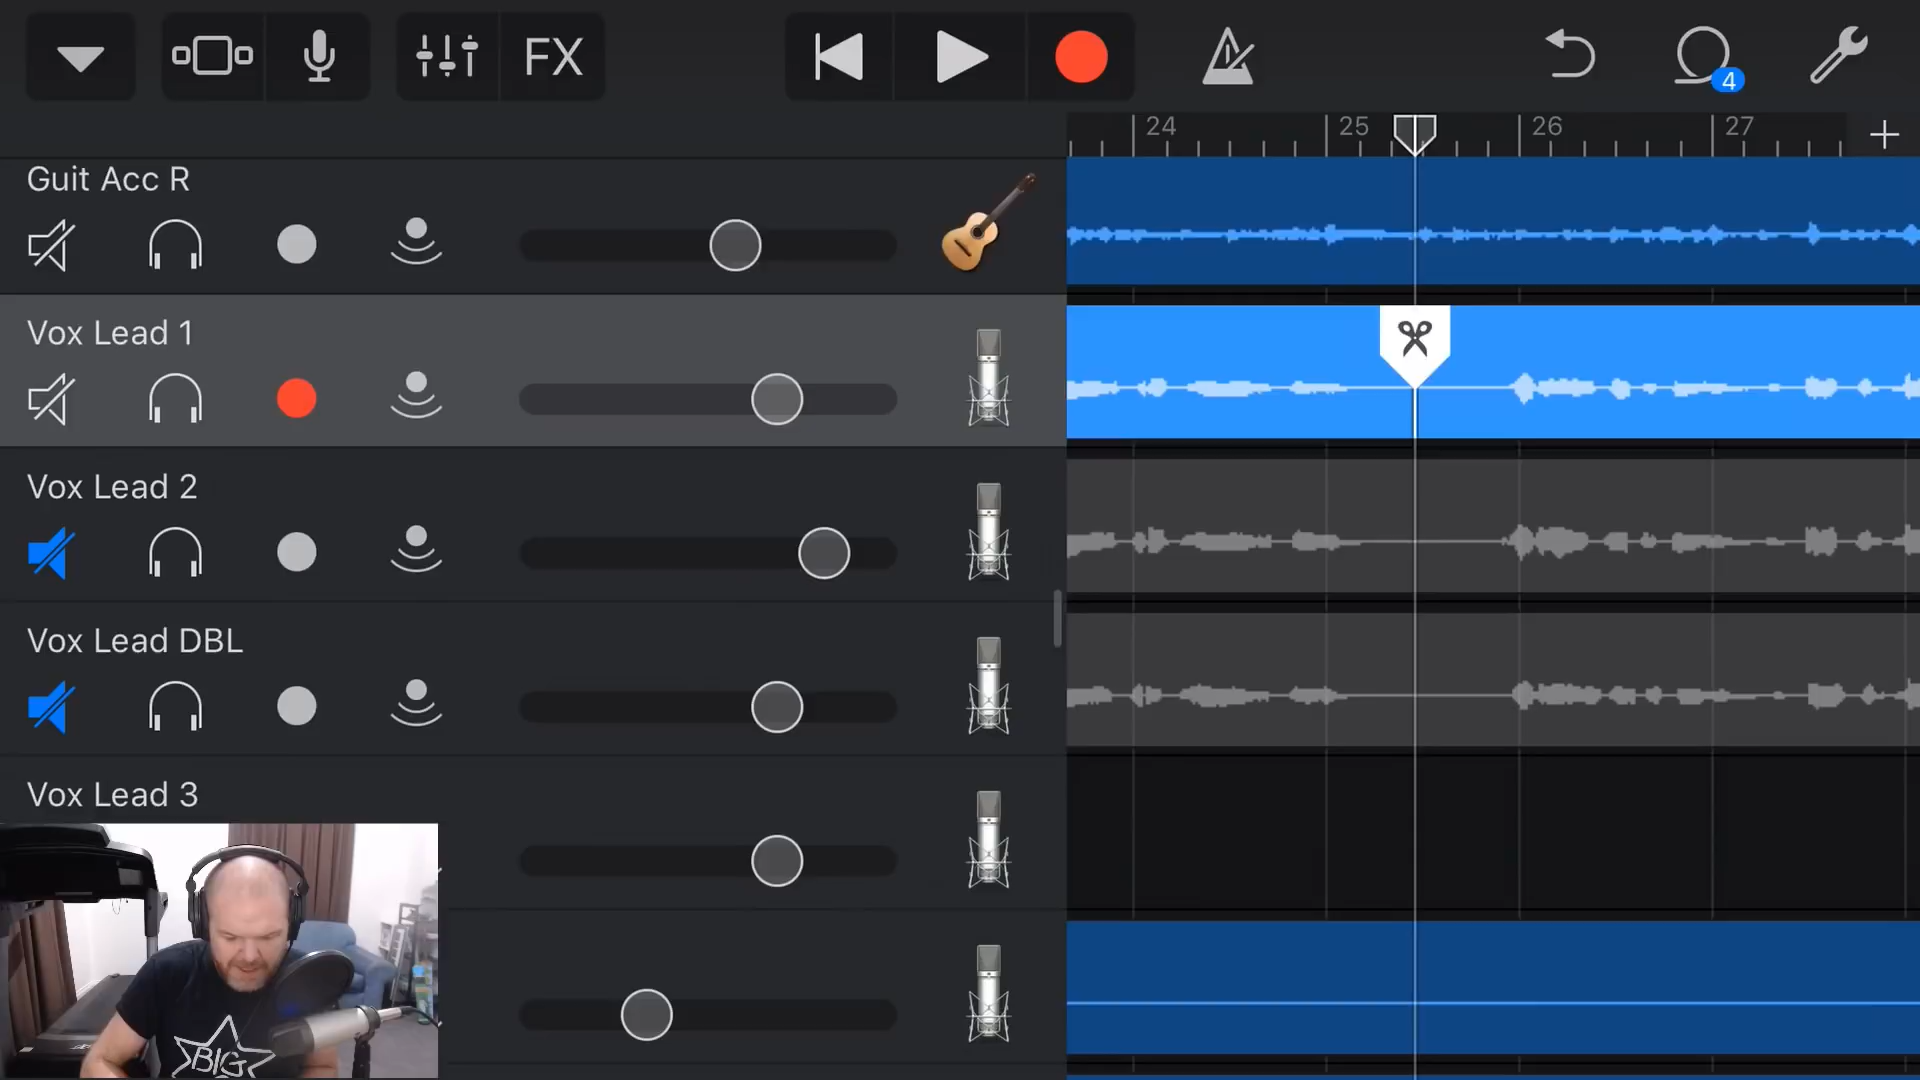 FX
4
24 25 26 27
Guit Acc R
Vox Lead 1
Vox Lead 2
Vox Lead DBL
Vox Lead 3
BIG